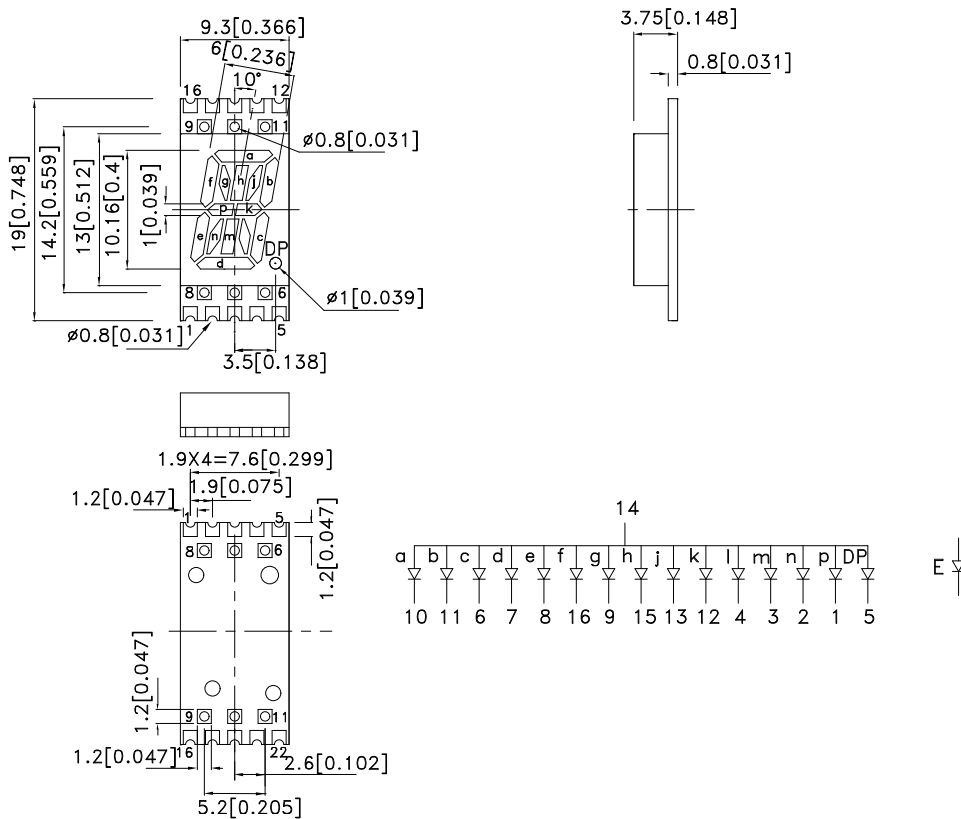 9.3[0.366]
6[0.236]
10°
16
12
9
11
ø0.8[0.031]
a
f
g
h
j
b
p
k
e
n
m
c
d
DP
8
6
1
5
19[0.748]
14.2[0.559]
13[0.512]
10.16[0.4]
1[0.039]
ø1[0.039]
ø0.8[0.031]
3.5[0.138]
3.75[0.148]
0.8[0.031]
1.9X4=7.6[0.299]
1.9[0.075]
1.2[0.047]
1
5
1.2[0.047]
8
6
1.2[0.047]
9
11
16
22
1.2[0.047]
2.6[0.102]
5.2[0.205]
14
a b c d e f g h j k l m n p DP
10 11 6 7 8 16 9 15 13 12 4 3 2 1 5
E